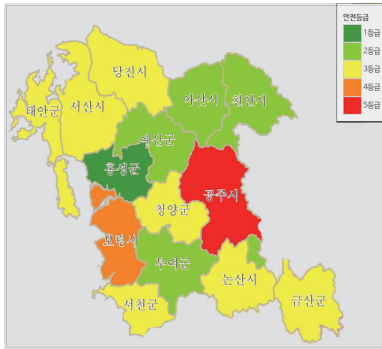 안전등급
1등급
2등급
3등급
4등급
5등급
당진시
아산시
천안시
서산시
태안군
예산군
홍성군
공주시
청양군
보령시
부여군
논산시
서천군
금산군